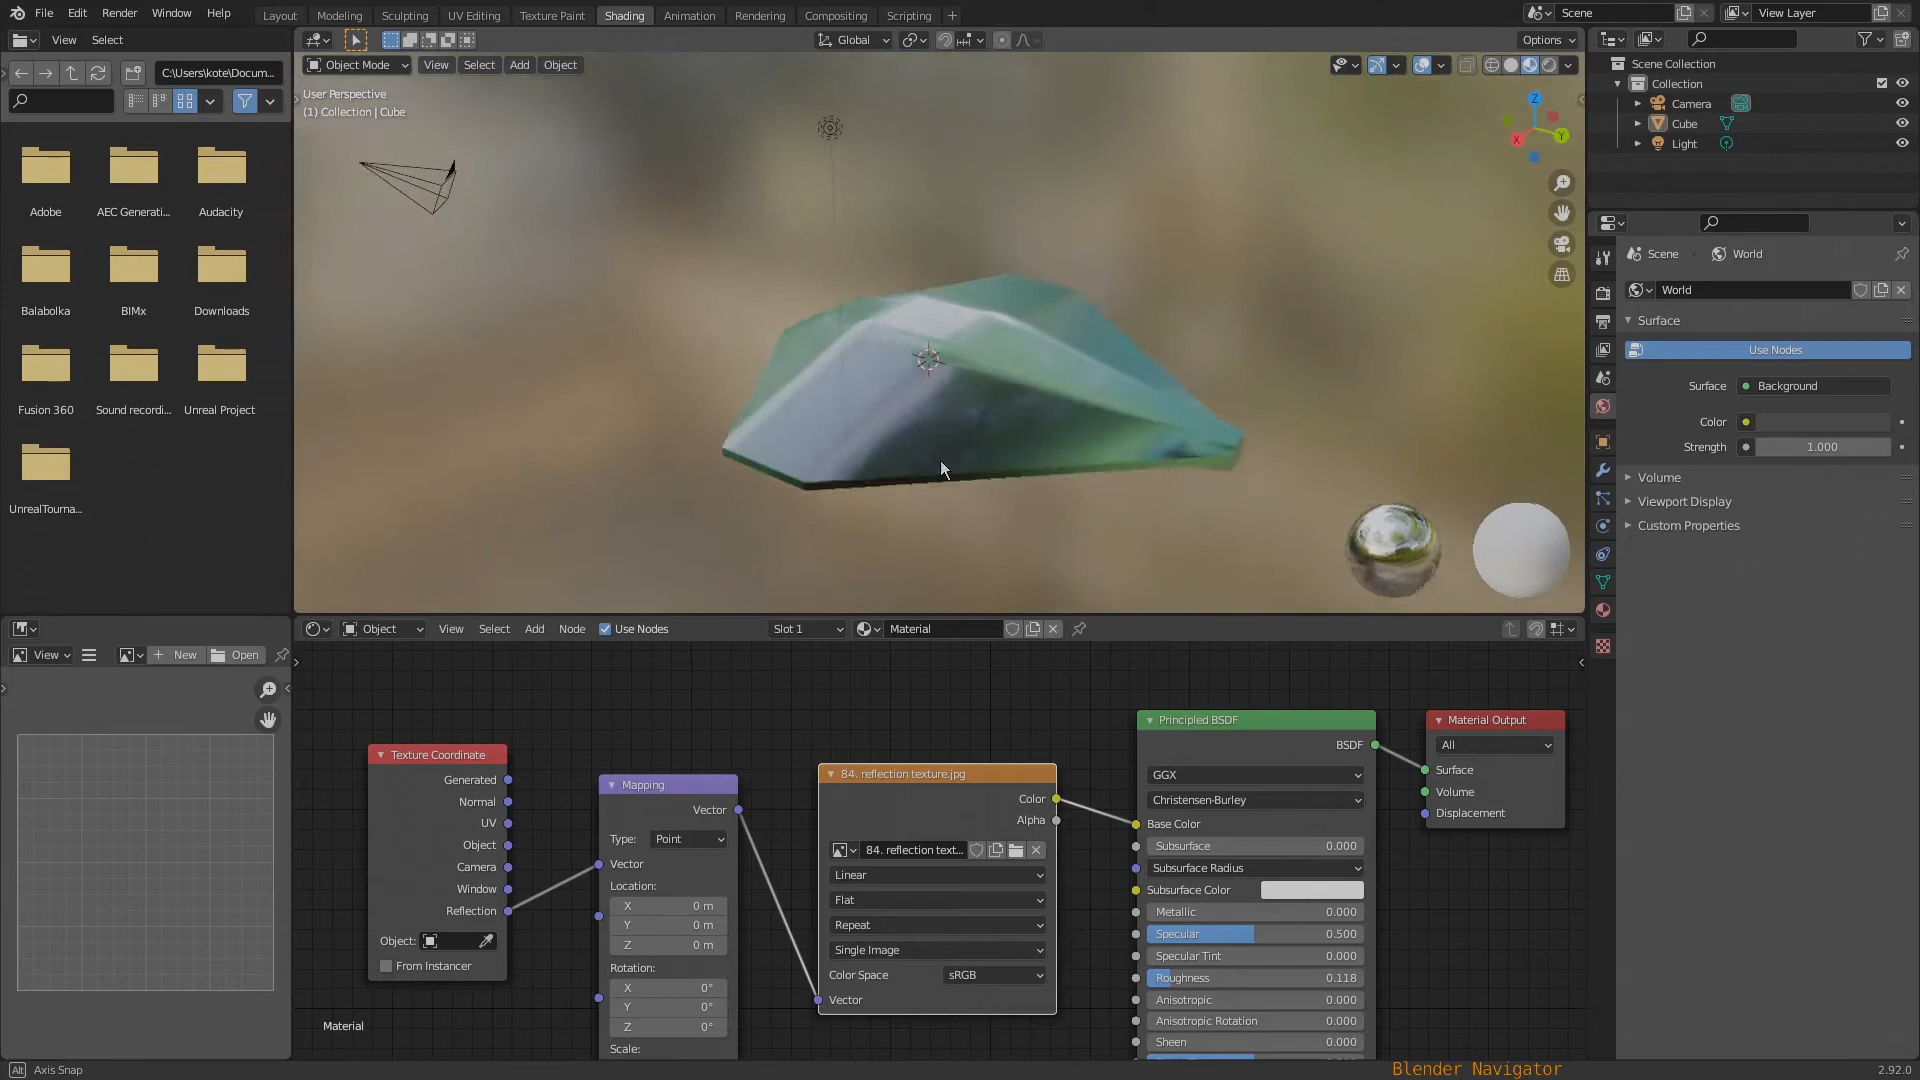 File Edit Render Window Help Layout Modeling Sculpting UV Editing Texture Paint Shading Animation Rendering Compositing Scripting + Scene View Layer
View Select Global Options
C:\Users\kote\Docum... Object Mode View Select Add Object
User Perspective
(1) Collection | Cube
Scene Collection
Collection
Camera
Cube
Light
Adobe AEC Generati... Audacity
Balabolka BIMx Downloads
Fusion 360 Sound recordi... Unreal Project
UnrealTourna...
Z
X
Y
Scene World
World
Surface
Use Nodes
Surface Background
Color
Strength 1.000
Volume
Viewport Display
Custom Properties
Object View Select Add Node Use Nodes Slot 1 Material
View New Open
Texture Coordinate
Generated
Normal
UV
Object
Camera
Window
Reflection
Object:
From Instancer
Mapping
Vector
Type: Point
Vector
Location:
X 0 m
Y 0 m
Z 0 m
Rotation:
X 0°
Y 0°
Z 0°
Scale:
84. reflection texture.jpg
Color
Alpha
84. reflection text...
Linear
Flat
Repeat
Single Image
Color Space sRGB
Vector
Principled BSDF
BSDF
GGX
Christensen-Burley
Base Color
Subsurface 0.000
Subsurface Radius
Subsurface Color
Metallic 0.000
Specular 0.500
Specular Tint 0.000
Roughness 0.118
Anisotropic 0.000
Anisotropic Rotation 0.000
Sheen 0.000
Material Output
All
Surface
Volume
Displacement
Material
Alt Axis Snap
Blender Navigator
2.92.0